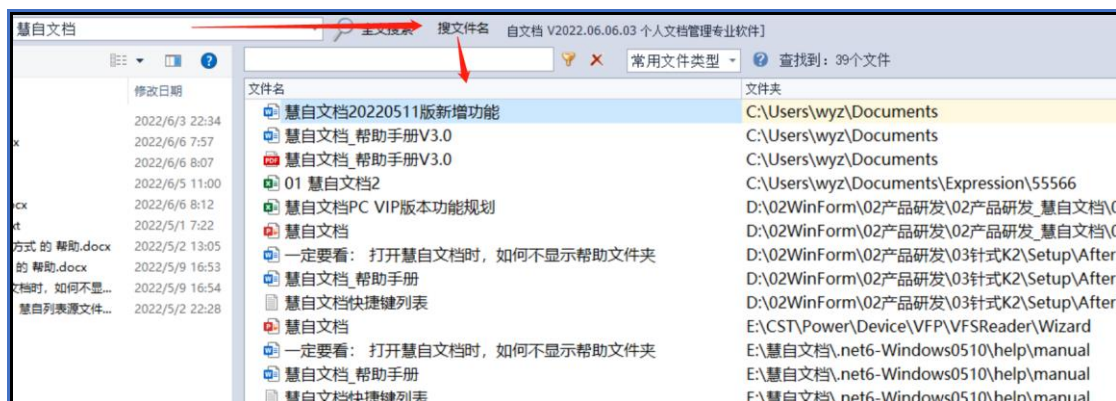 慧自文档 全文搜索 搜文件名 自文档 V2022.06.06.03 个人文档管理专业软件]
常用文件类型 查找到：39个文件
修改日期 文件名 文件夹
慧自文档20220511版新增功能 C:\Users\wyz\Documents
2022/6/3 22:34
慧自文档_帮助手册V3.0 C:\Users\wyz\Documents
x 2022/6/6 7:57
慧自文档_帮助手册V3.0 C:\Users\wyz\Documents
2022/6/6 8:07
2022/6/5 11:00 01 慧自文档2 C:\Users\wyz\Documents\Expression\55566
cx 2022/6/6 8:12 慧自文档PC VIP版本功能规划 D:\02WinForm\02产品研发\02产品研发_慧自文档\
xt 2022/5/1 7:22 慧自文档 D:\02WinForm\02产品研发\02产品研发_慧自文档\
方式 的 帮助.docx 2022/5/2 13:05 一定要看： 打开慧自文档时，如何不显示帮助文件夹 D:\02WinForm\02产品研发\03针式K2\Setup\After
的 帮助.docx 2022/5/9 16:53 慧自文档_帮助手册 D:\02WinForm\02产品研发\03针式K2\Setup\After
文档时，如何不显... 2022/5/9 16:54 慧自文档快捷键列表 D:\02WinForm\02产品研发\03针式K2\Setup\After
慧自列表源文件... 2022/5/2 22:28
慧自文档 E:\CST\Power\Device\VFP\VFSReader\Wizard
一定要看： 打开慧自文档时，如何不显示帮助文件夹 E:\慧自文档\.net6-Windows0510\help\manual
慧自文档_帮助手册 E:\慧自文档\.net6-Windows0510\help\manual
慧自文档快捷键列表 E:\慧自文档\.net6-Windows0510\help\manual